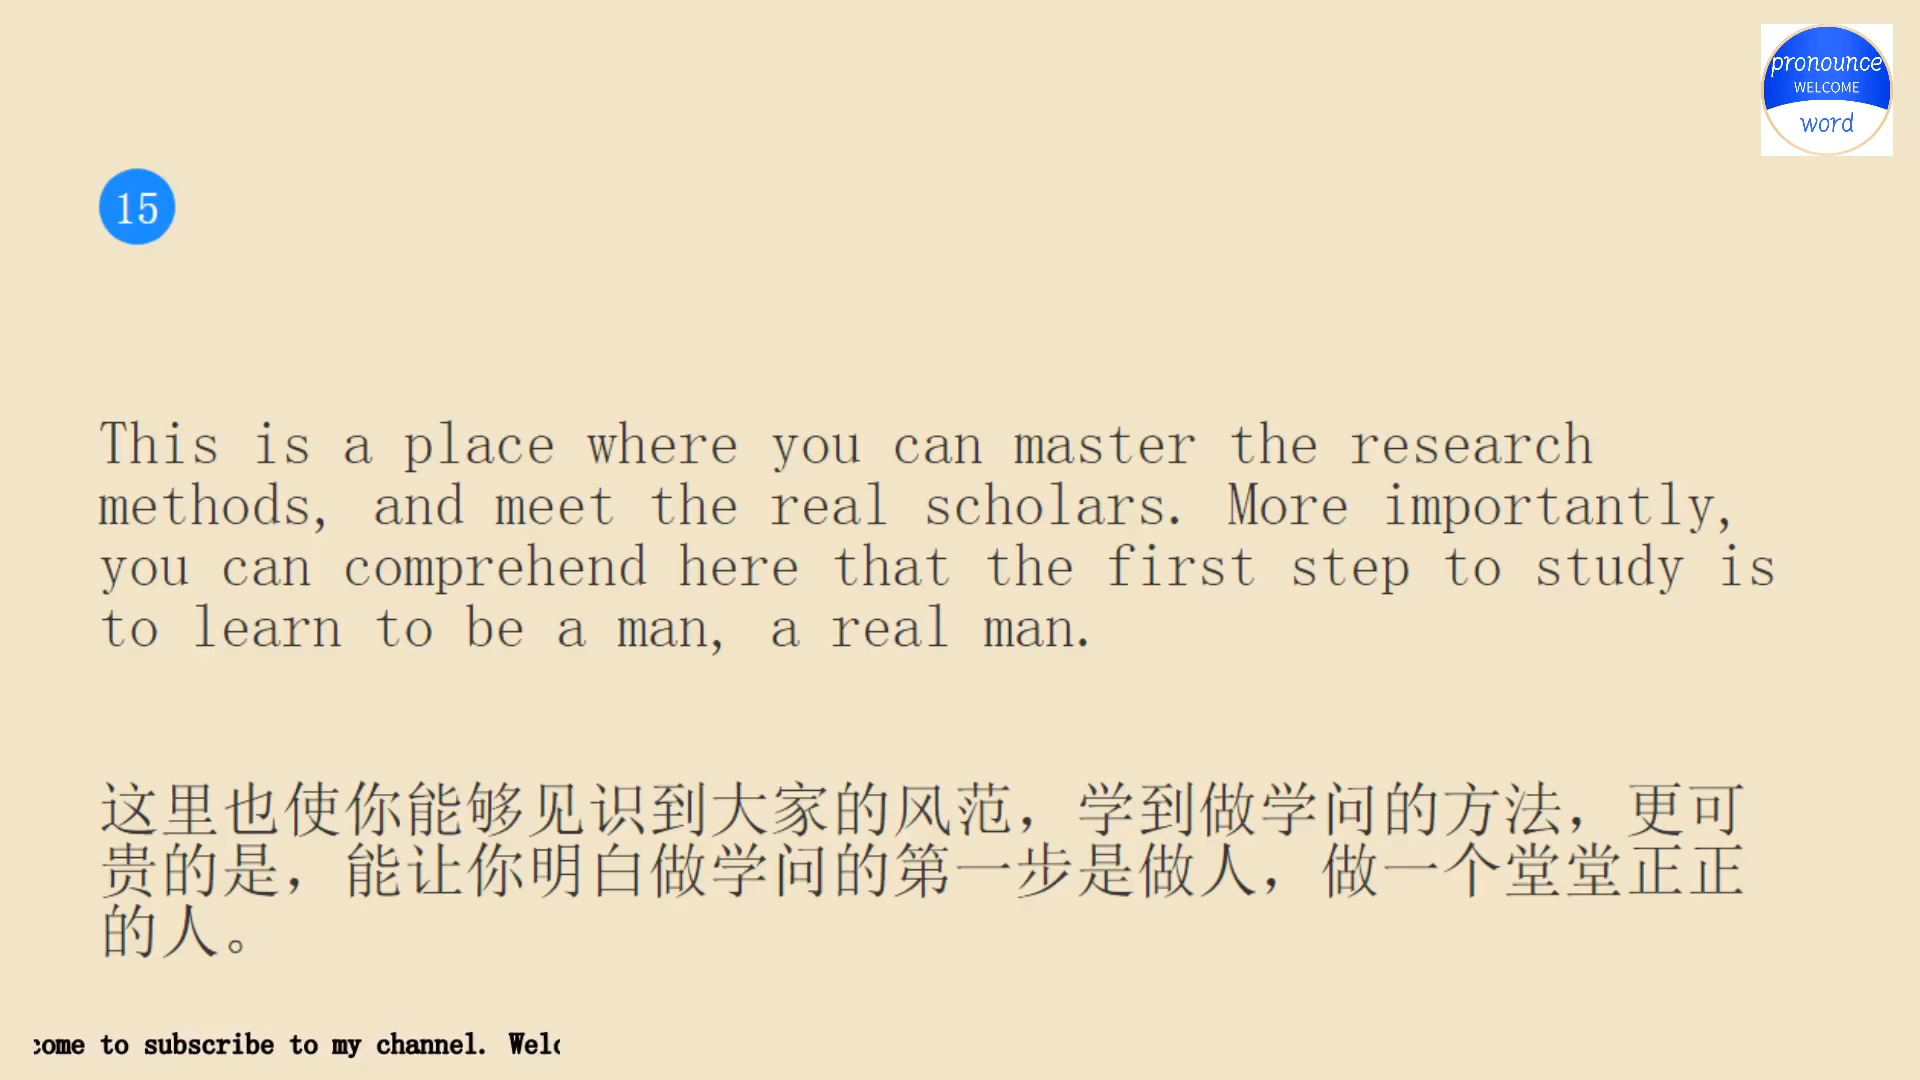 pronounce
WELCOME
word
15
This is a place where you can master the research
methods, and meet the real scholars. More importantly,
you can comprehend here that the first step to study is
to learn to be a man, a real man.
这里也使你能够见识到大家的风范，学到做学问的方法，更可
贵的是，能让你明白做学问的第一步是做人，做一个堂堂正正
的人。
come to subscribe to my channel. Welc